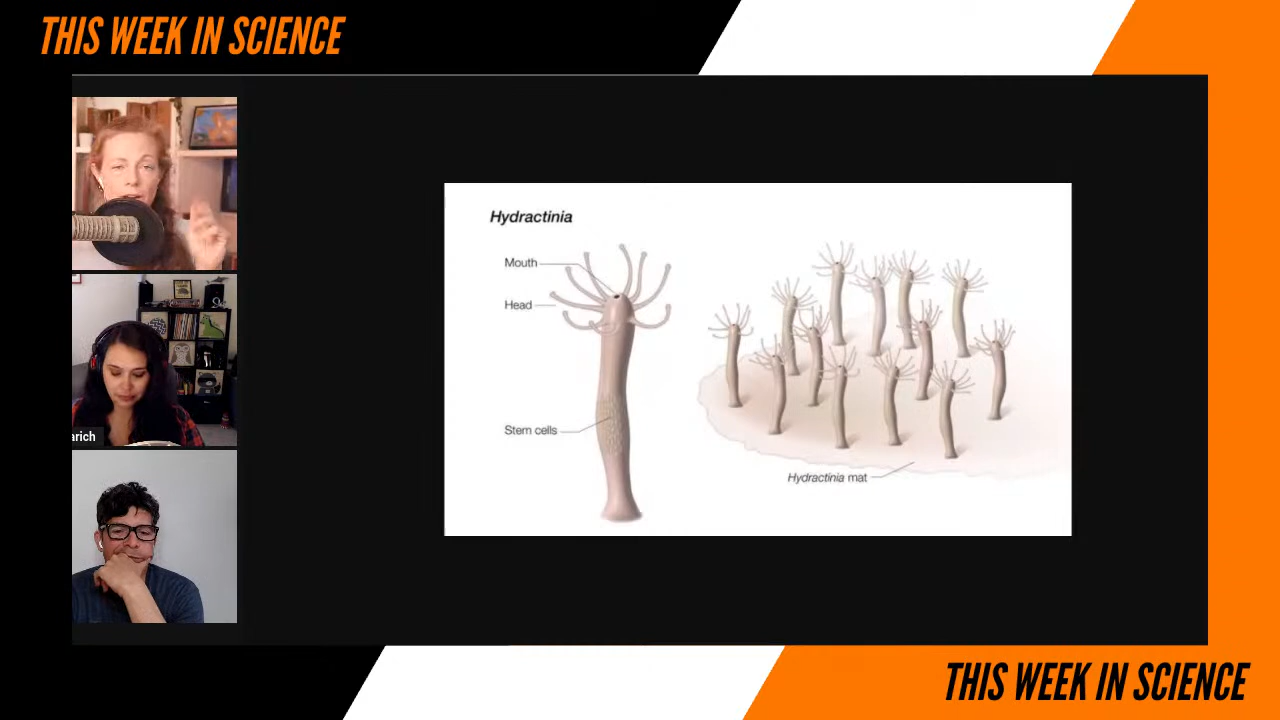 THIS WEEK IN SCIENCE
Hydractinia
Mouth
Head
Stem cells
Hydractinia mat
arich
THIS WEEK IN SCIENCE